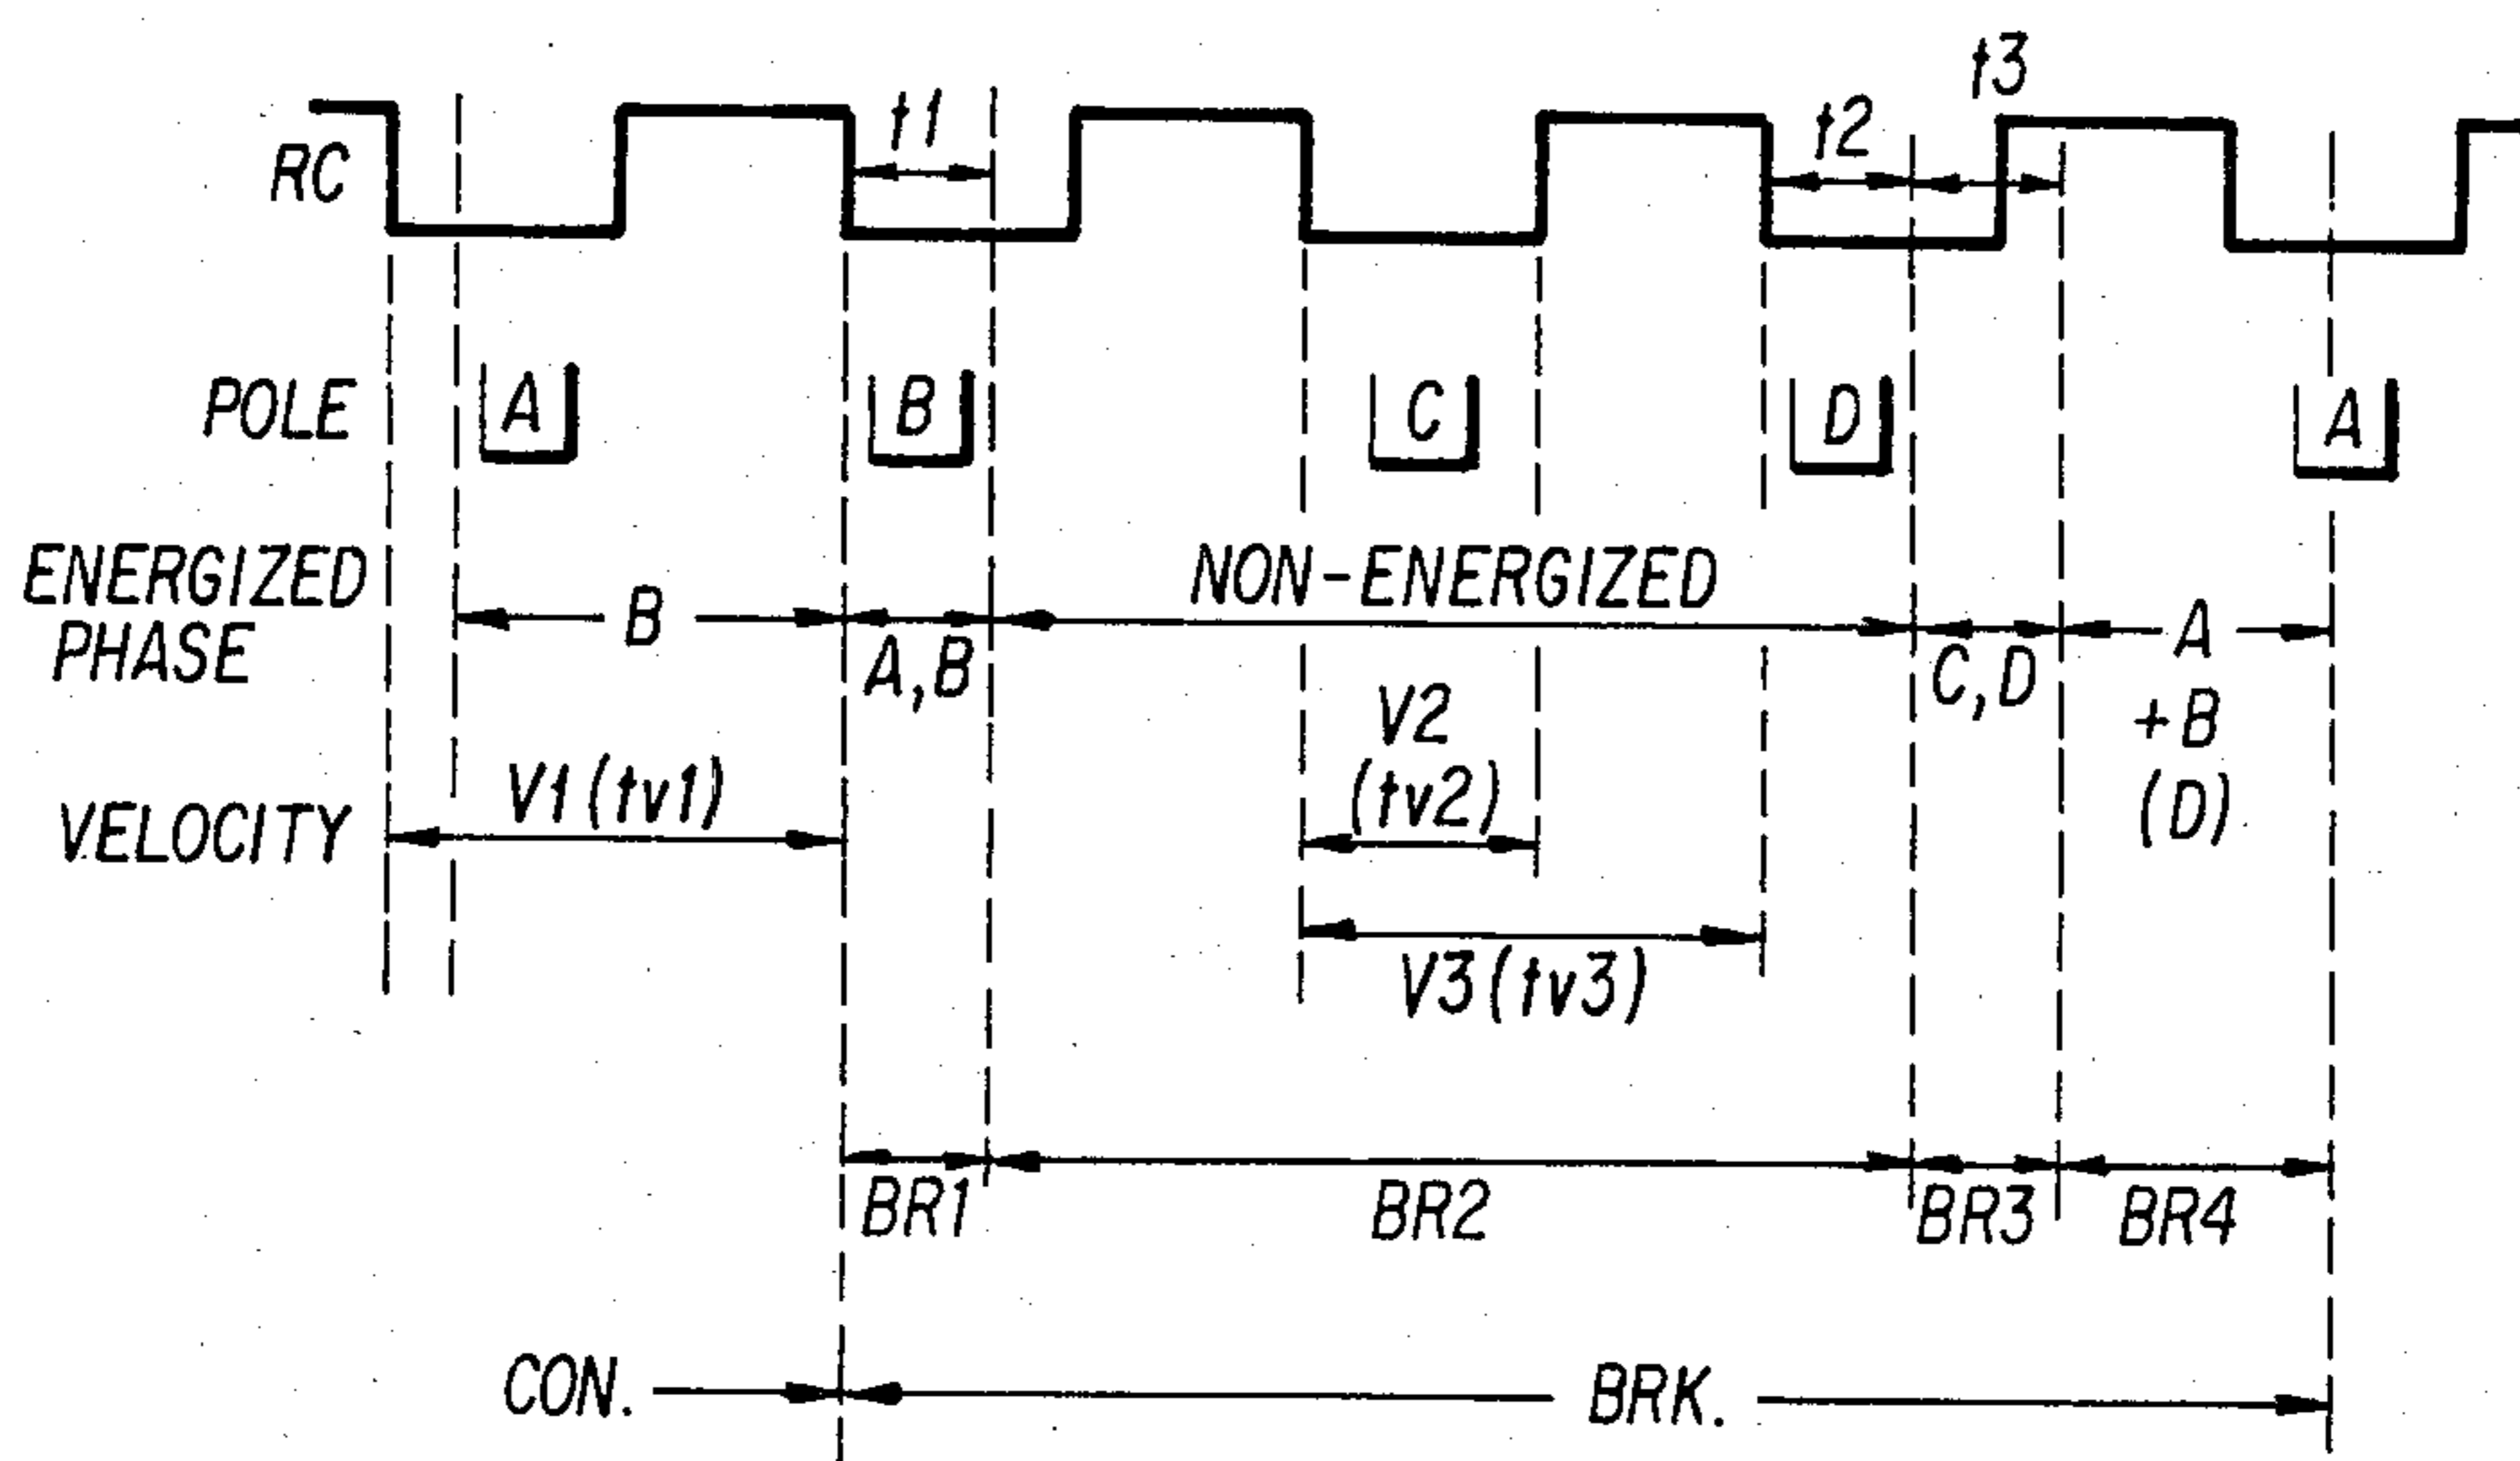 t3
t1
t2
RC
POLE A B C D A
ENERGIZED PHASE
B
A,B
NON-ENERGIZED
C,D
A
+B
(D)
VELOCITY
V1(tv1)
V2
(tv2)
V3(tv3)
BR1 BR2 BR3 BR4
CON. BRK.